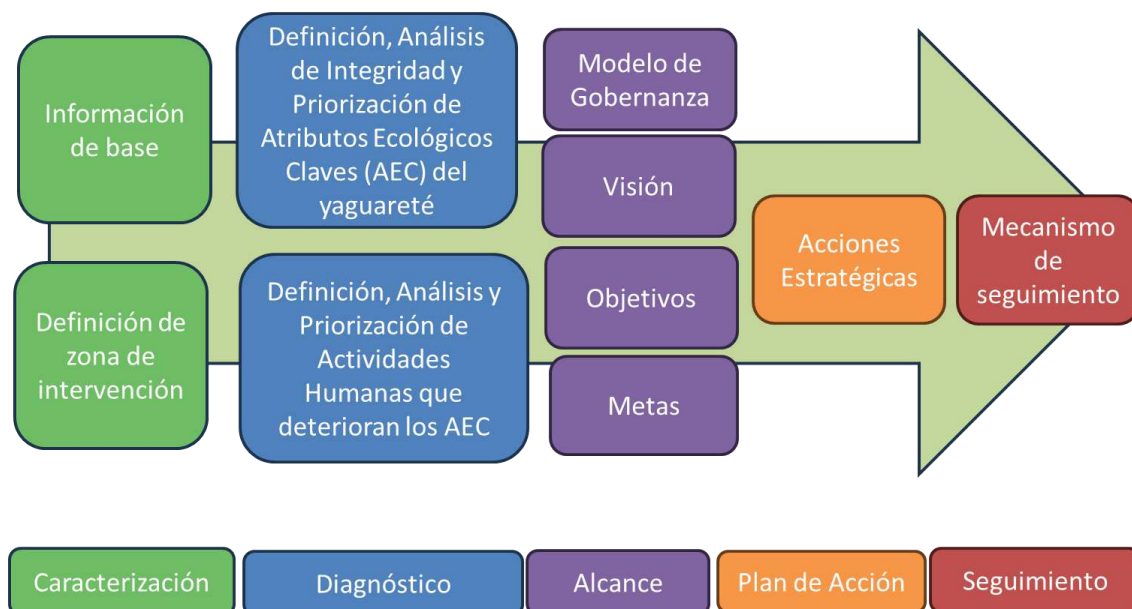 Información
de base
Definición de
zona de
intervención
Definición, Análisis
de Integridad y
Priorización de
Atributos Ecológicos
Claves (AEC) del
yaguareté
Definición, Análisis y
Priorización de
Actividades
Humanas que
deterioran los AEC
Modelo de
Gobernanza
Visión
Objetivos
Metas
Acciones
Estratégicas
Mecanismo
de
seguimiento
Caracterización
Diagnóstico
Alcance
Plan de Acción
Seguimiento